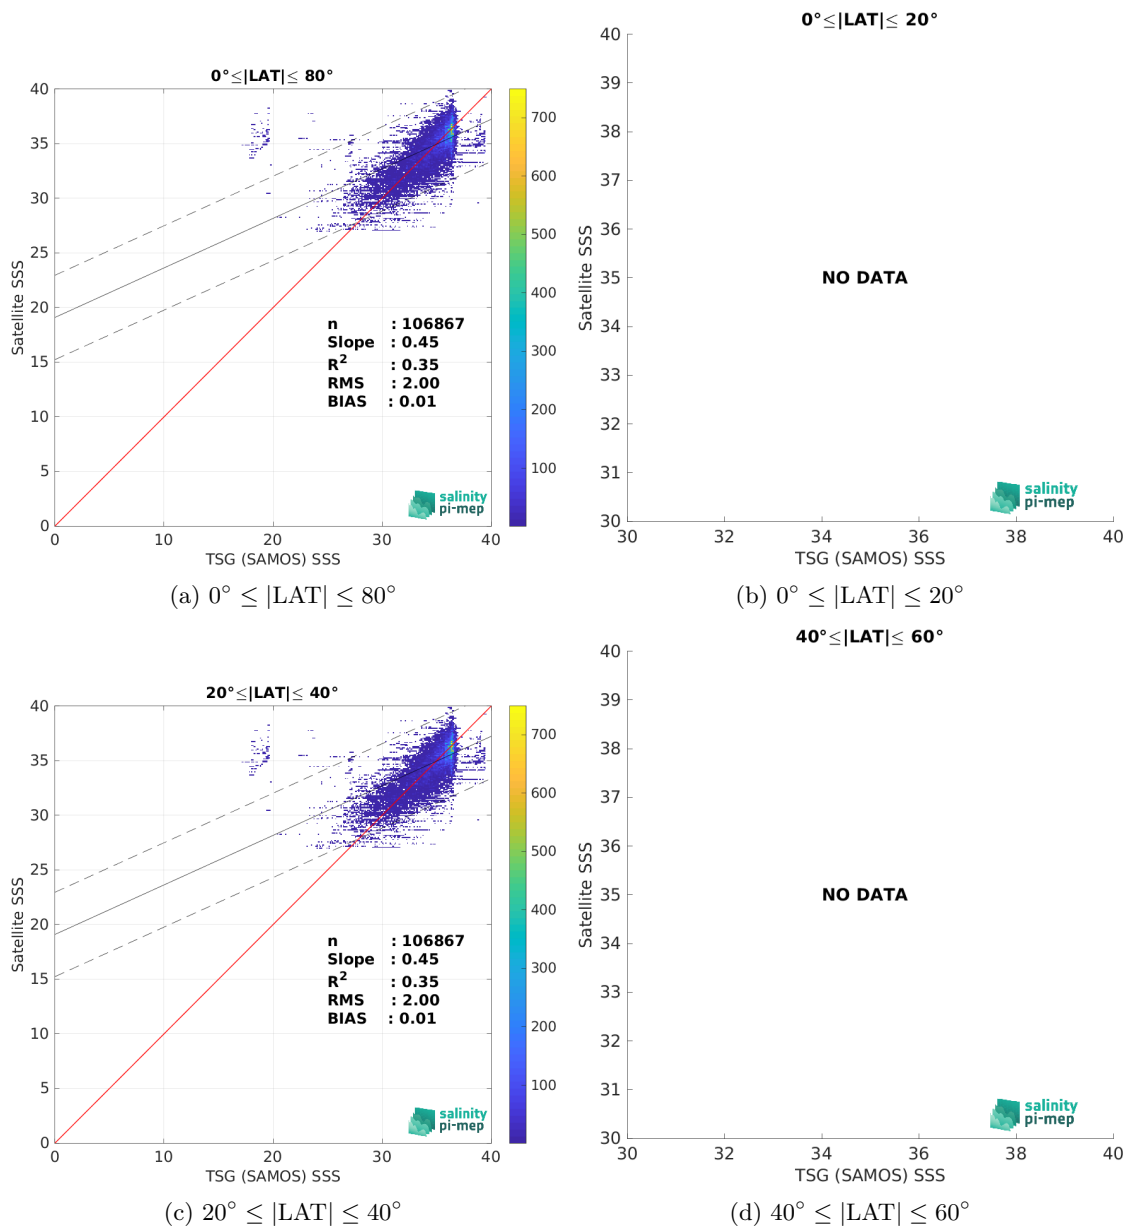 0°≤|LAT|≤ 80°
40
35
30
25
20
15
10
5
0
0
10
20
30
40
Satellite SSS
TSG (SAMOS) SSS
n : 106867
Slope : 0.45
R² : 0.35
RMS : 2.00
BIAS : 0.01
salinity
pi-mep
700
600
500
400
300
200
100
(a) 0° ≤ |LAT| ≤ 80°
0°≤|LAT|≤ 20°
40
39
38
37
36
35
34
33
32
31
30
30
32
34
36
38
40
Satellite SSS
TSG (SAMOS) SSS
NO DATA
salinity
pi-mep
(b) 0° ≤ |LAT| ≤ 20°
20°≤|LAT|≤ 40°
40
35
30
25
20
15
10
5
0
0
10
20
30
40
Satellite SSS
TSG (SAMOS) SSS
n : 106867
Slope : 0.45
R² : 0.35
RMS : 2.00
BIAS : 0.01
salinity
pi-mep
700
600
500
400
300
200
100
(c) 20° ≤ |LAT| ≤ 40°
40°≤|LAT|≤ 60°
40
39
38
37
36
35
34
33
32
31
30
30
32
34
36
38
40
Satellite SSS
TSG (SAMOS) SSS
NO DATA
salinity
pi-mep
(d) 40° ≤ |LAT| ≤ 60°